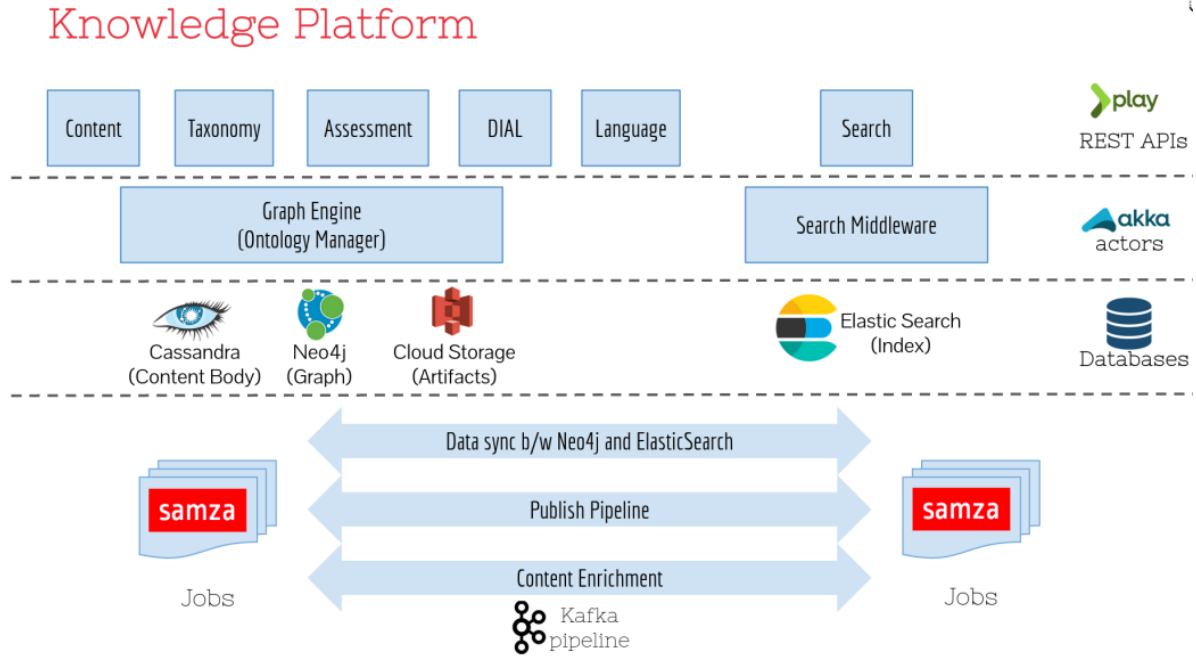 Knowledge Platform
Content
Taxonomy
Assessment
DIAL
Language
Search
play
REST APIs
Graph Engine
(Ontology Manager)
Search Middleware
akka
actors
Cassandra
(Content Body)
Neo4j
(Graph)
Cloud Storage
(Artifacts)
Elastic Search
(Index)
Databases
Data sync b/w Neo4j and ElasticSearch
samza
Jobs
Publish Pipeline
samza
Jobs
Content Enrichment
Kafka
pipeline